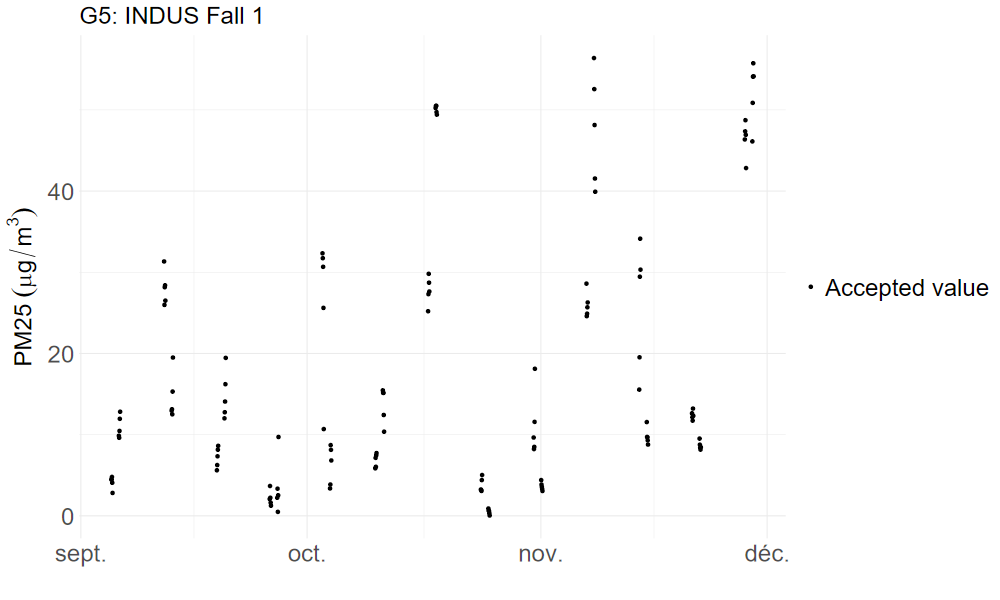 G5: INDUS Fall 1
PM25 (μg/m³)
40
20
0
sept.
oct.
nov.
déc.
Accepted value